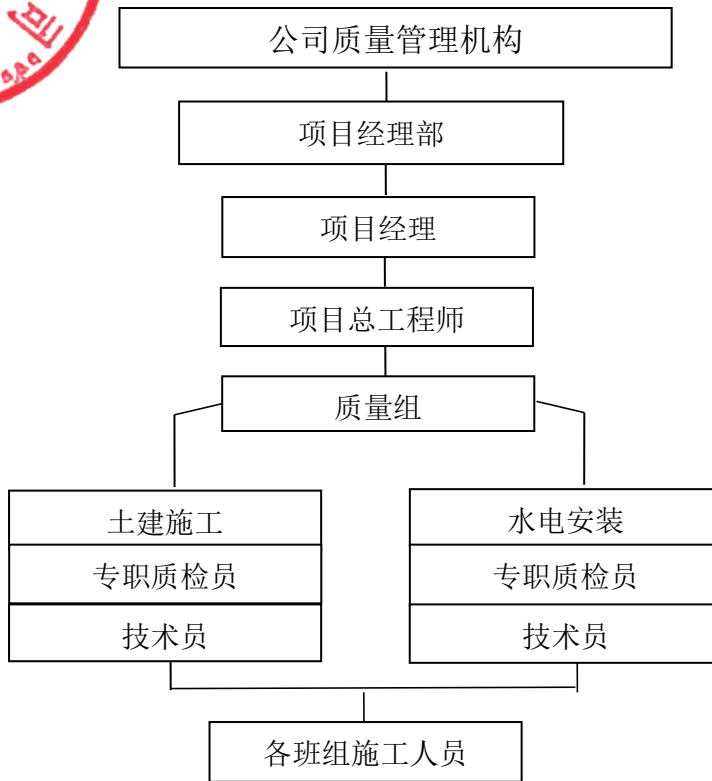 公司质量管理机构
项目经理部
项目经理
项目总工程师
质量组
土建施工
专职质检员
技术员
水电安装
专职质检员
技术员
各班组施工人员